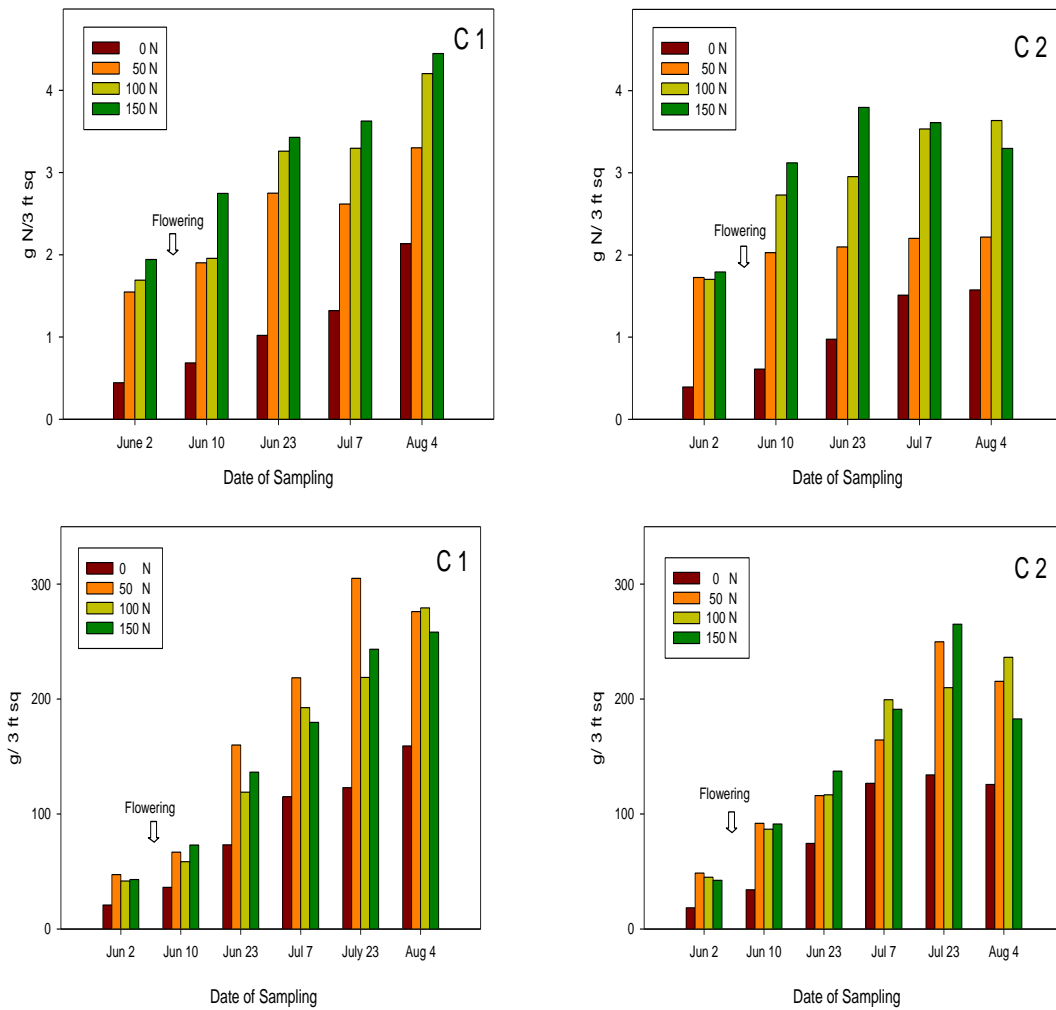 C 1
0 N
50 N
100 N
150 N
4
3
2
1
0
g N/3 ft sq
Flowering
June 2 Jun 10 Jun 23 Jul 7 Aug 4
Date of Sampling
C 2
0 N
50 N
100 N
150 N
4
3
2
1
0
g N/ 3 ft sq
Flowering
Jun 2 Jun 10 Jun 23 Jul 7 Aug 4
Date of Sampling
C 1
0 N
50 N
100 N
150 N
300
200
100
0
g/ 3 ft sq
Flowering
Jun 2 Jun 10 Jun 23 Jul 7 July 23 Aug 4
Date of Sampling
C 2
0 N
50 N
100 N
150 N
300
200
100
0
g/ 3 ft sq
Flowering
Jun 2 Jun 10 Jun 23 Jul 7 Jul 23 Aug 4
Date of Sampling